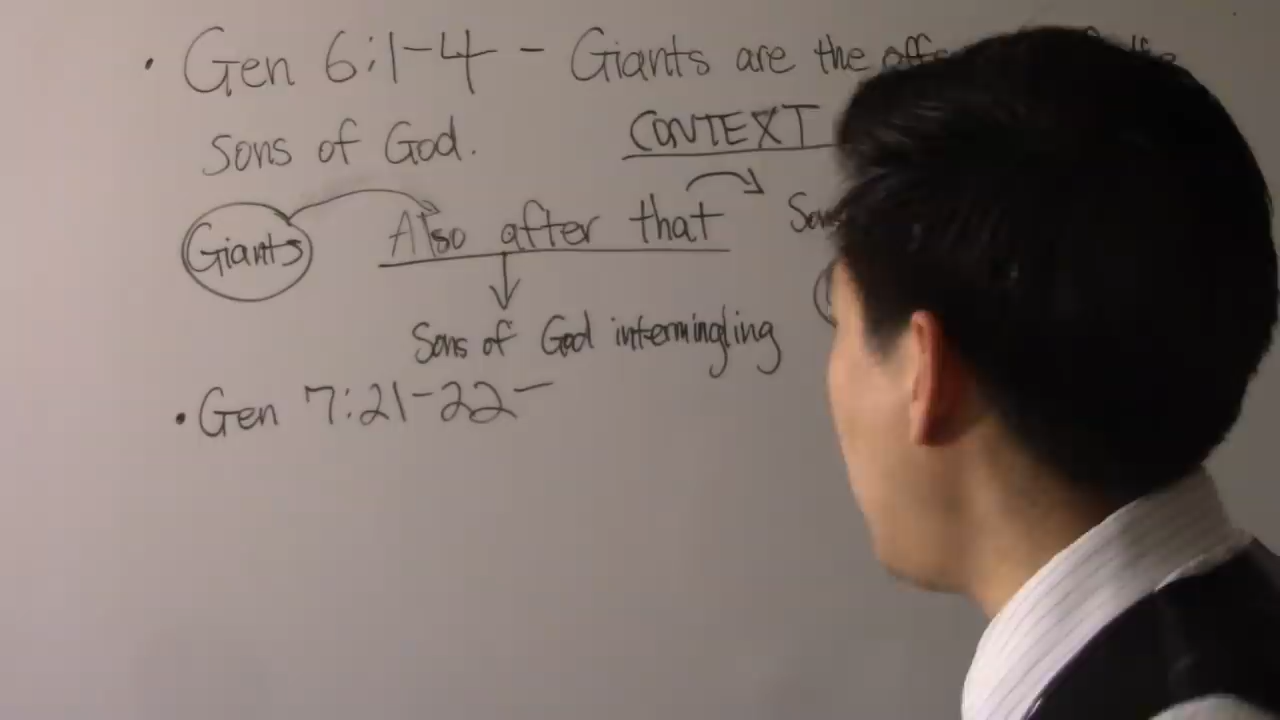 • Gen 6:1-4 - Giants are the
Sons of God.
CONTEXT
Giants Also after that
Sons of God intermingling
• Gen 7:21-22 -